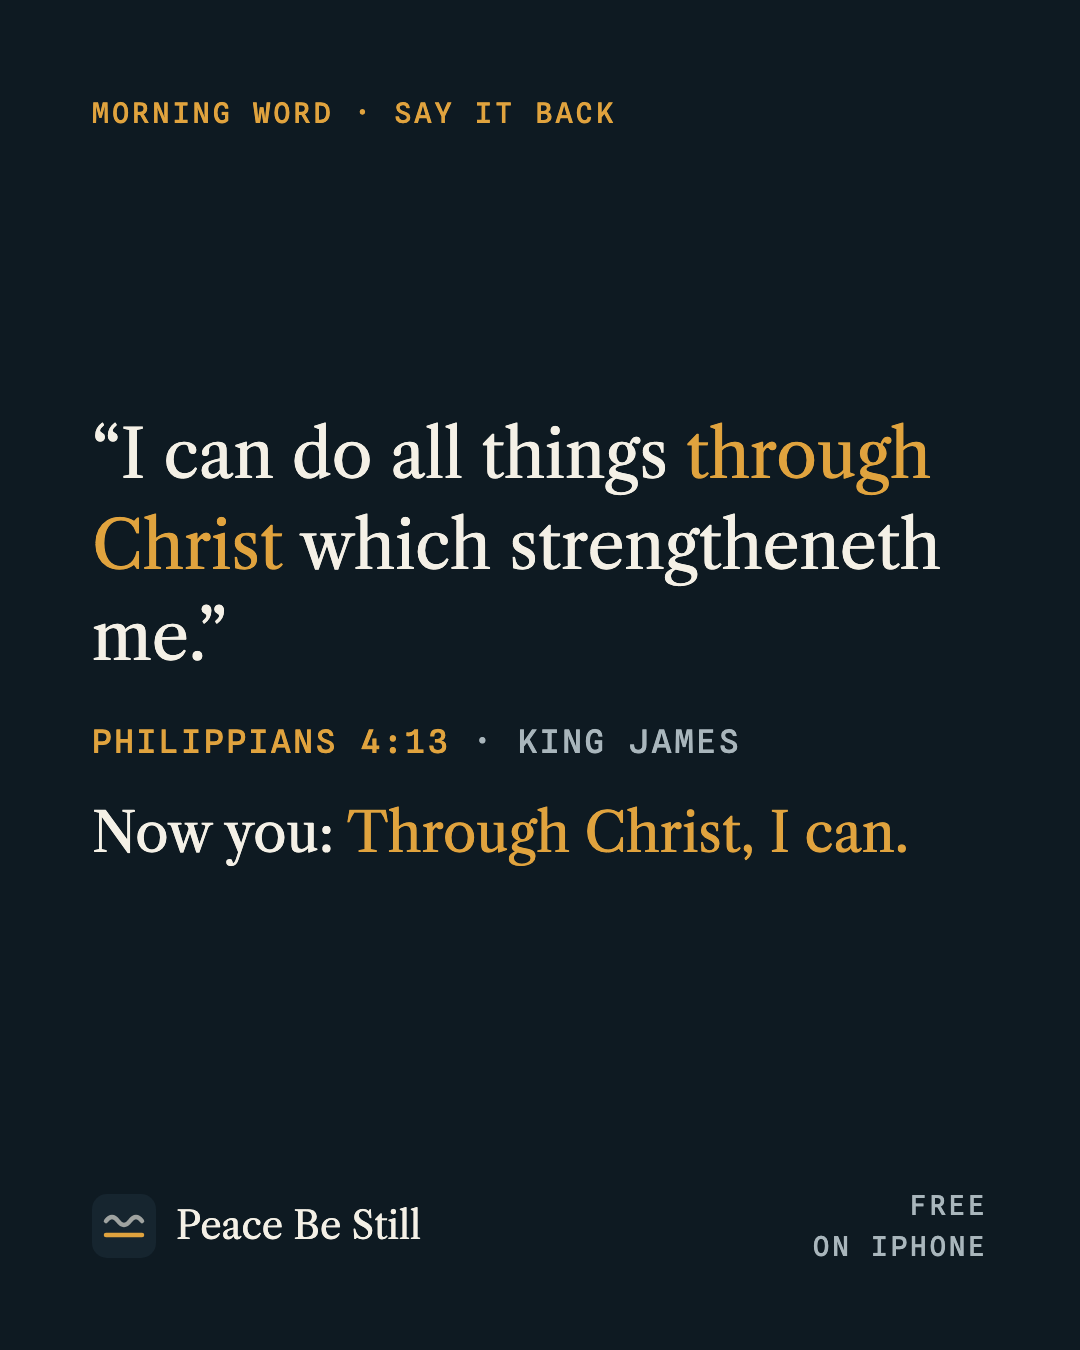 MORNING WORD · SAY IT BACK
“I can do all things through
Christ which strengtheneth
me.”
PHILIPPIANS 4:13 · KING JAMES
Now you: Through Christ, I can.
Peace Be Still
FREE
ON IPHONE